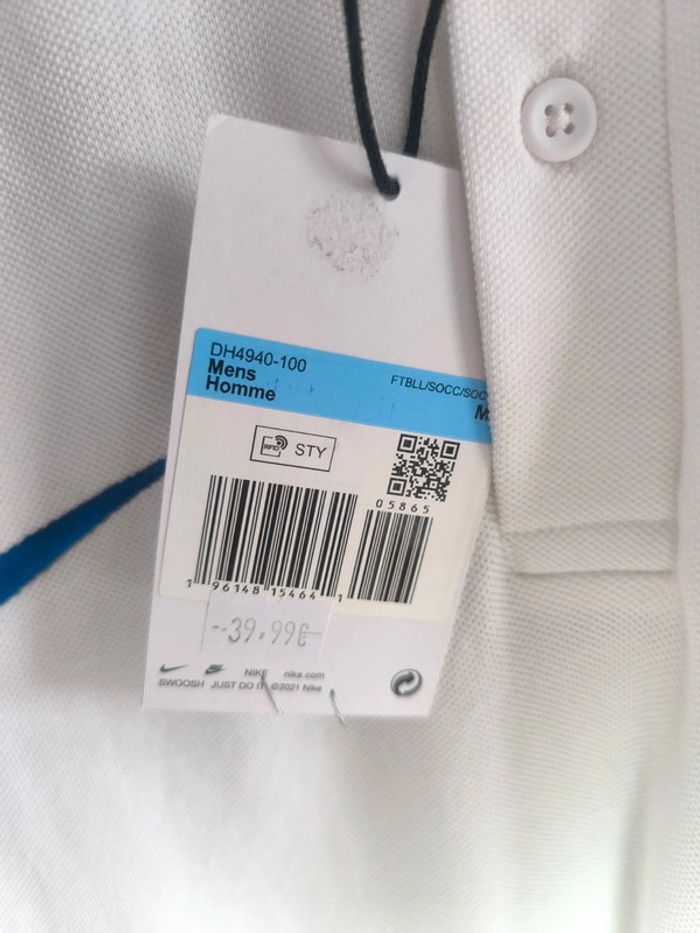 DH4940-100
Mens
Homme
FTBLL/SOCC/SOC
M
RFID STY
05865
1 96148 15464 1
--39,99€--
NIKE nike.com
SWOOSH JUST DO IT ©2021 Nike